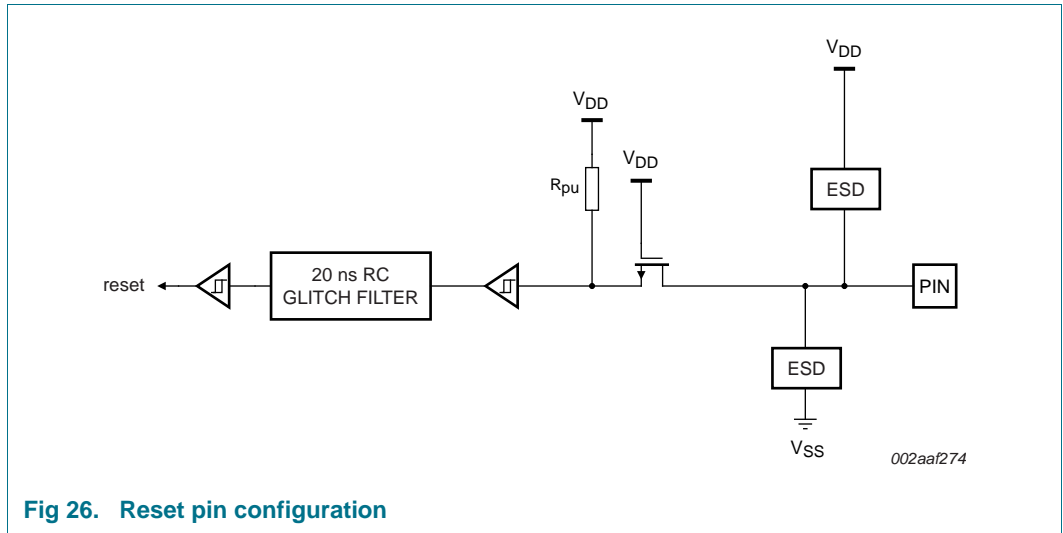 VDD
VDD
VDD
Rpu
ESD
reset
20 ns RC
GLITCH FILTER
PIN
ESD
VSS
002aaf274
Fig 26. Reset pin configuration